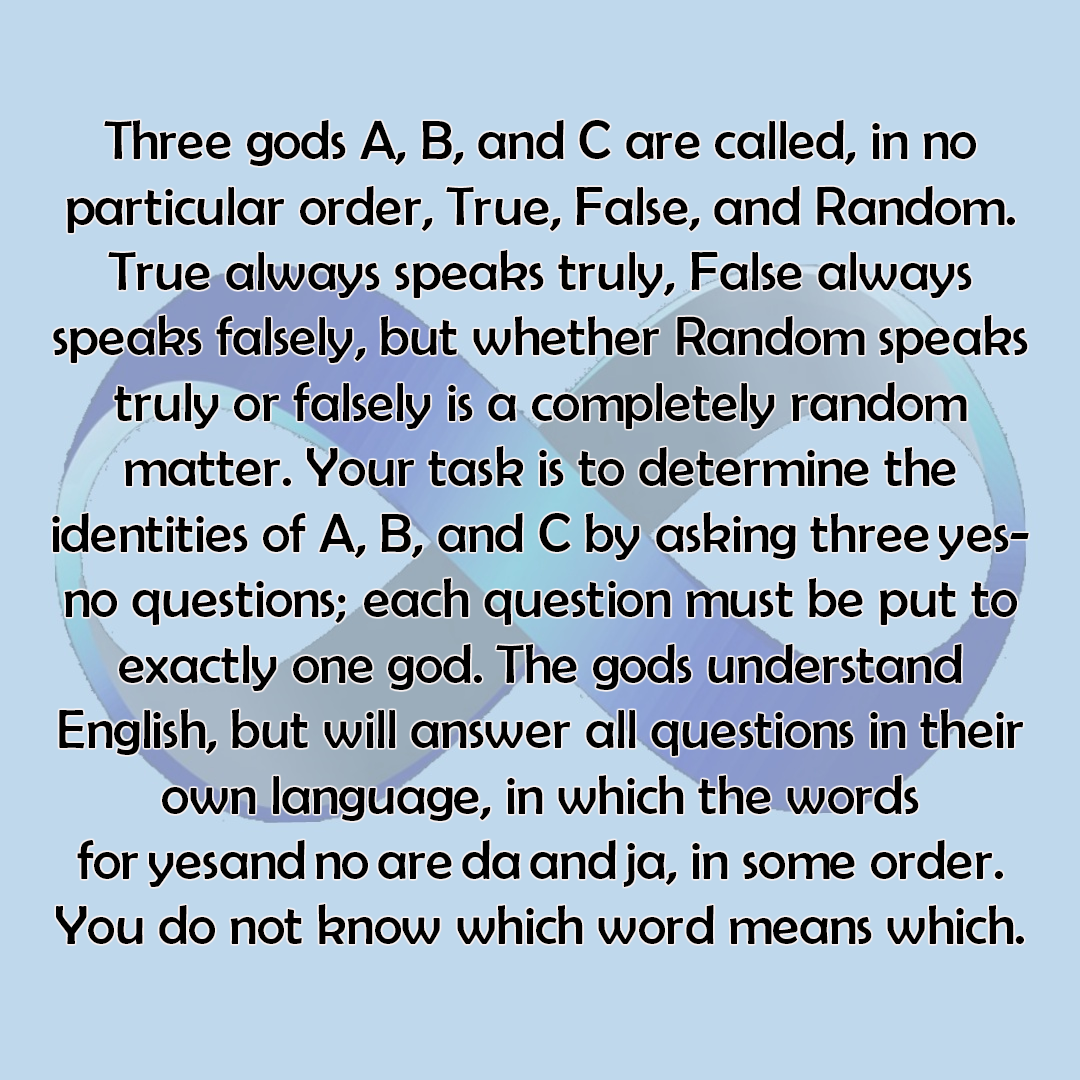 Three gods A, B, and C are called, in no
particular order, True, False, and Random.
True always speaks truly, False always
speaks falsely, but whether Random speaks
truly or falsely is a completely random
matter. Your task is to determine the
identities of A, B, and C by asking three yes-
no questions; each question must be put to
exactly one god. The gods understand
English, but will answer all questions in their
own language, in which the words
for yesand no are da and ja, in some order.
You do not know which word means which.